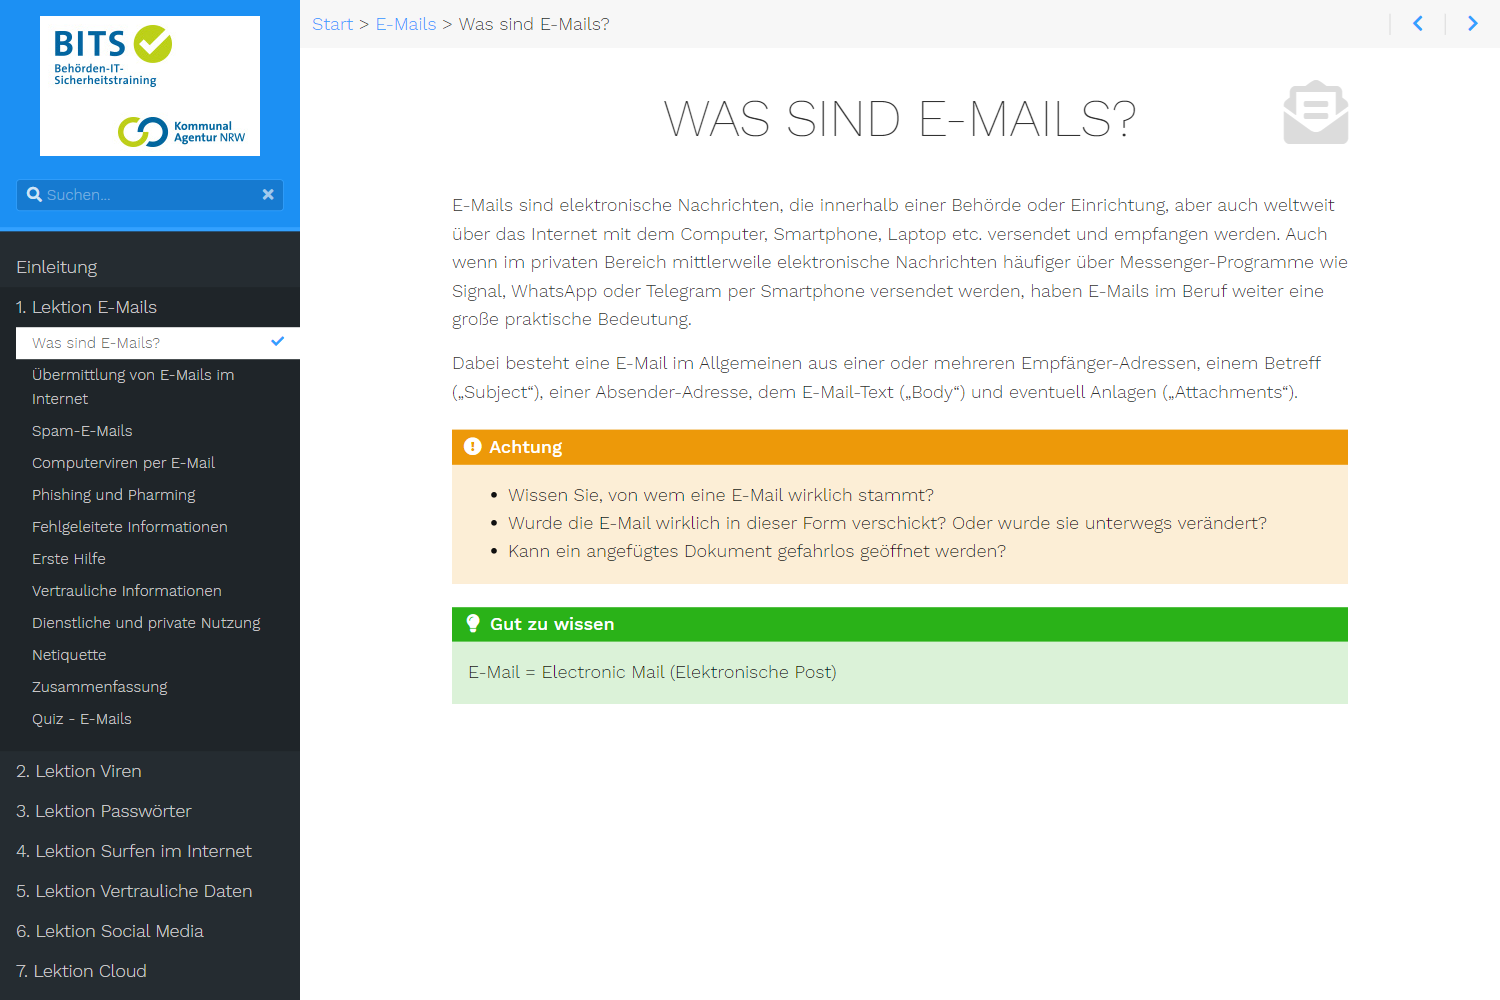 BITS
Behörden-IT-
Sicherheitstraining
Kommunal
Agentur NRW
Suchen...
Einleitung
1. Lektion E-Mails
Was sind E-Mails?
Übermittlung von E-Mails im
Internet
Spam-E-Mails
Computerviren per E-Mail
Phishing und Pharming
Fehlgeleitete Informationen
Erste Hilfe
Vertrauliche Informationen
Dienstliche und private Nutzung
Netiquette
Zusammenfassung
Quiz - E-Mails
2. Lektion Viren
3. Lektion Passwörter
4. Lektion Surfen im Internet
5. Lektion Vertrauliche Daten
6. Lektion Social Media
7. Lektion Cloud
Start > E-Mails > Was sind E-Mails?
WAS SIND E-MAILS?
E-Mails sind elektronische Nachrichten, die innerhalb einer Behörde oder Einrichtung, aber auch weltweit
über das Internet mit dem Computer, Smartphone, Laptop etc. versendet und empfangen werden. Auch
wenn im privaten Bereich mittlerweile elektronische Nachrichten häufiger über Messenger-Programme wie
Signal, WhatsApp oder Telegram per Smartphone versendet werden, haben E-Mails im Beruf weiter eine
große praktische Bedeutung.
Dabei besteht eine E-Mail im Allgemeinen aus einer oder mehreren Empfänger-Adressen, einem Betreff
(„Subject“), einer Absender-Adresse, dem E-Mail-Text („Body“) und eventuell Anlagen („Attachments“).
Achtung
• Wissen Sie, von wem eine E-Mail wirklich stammt?
• Wurde die E-Mail wirklich in dieser Form verschickt? Oder wurde sie unterwegs verändert?
• Kann ein angefügtes Dokument gefahrlos geöffnet werden?
Gut zu wissen
E-Mail = Electronic Mail (Elektronische Post)